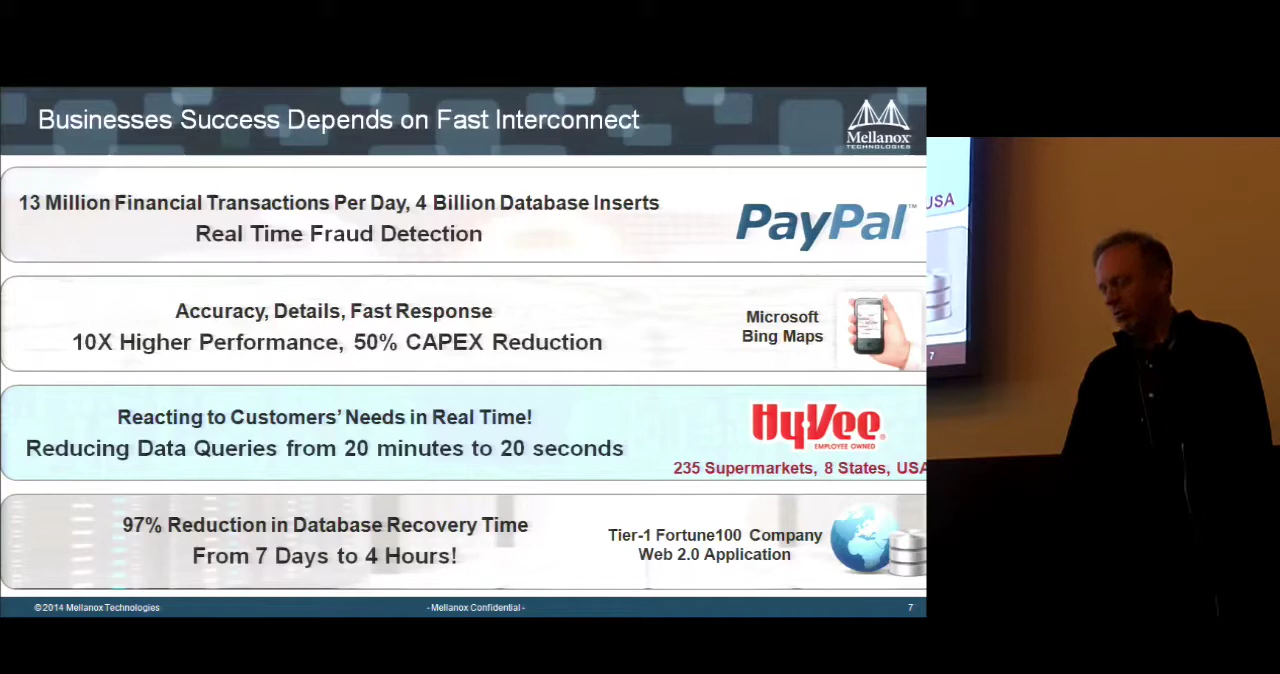 Businesses Success Depends on Fast Interconnect
Mellanox
TECHNOLOGIES
13 Million Financial Transactions Per Day, 4 Billion Database Inserts
Real Time Fraud Detection
PayPal™
Accuracy, Details, Fast Response
10X Higher Performance, 50% CAPEX Reduction
Microsoft
Bing Maps
Reacting to Customers' Needs in Real Time!
Reducing Data Queries from 20 minutes to 20 seconds
HyVee
EMPLOYEE OWNED
235 Supermarkets, 8 States, USA
97% Reduction in Database Recovery Time
From 7 Days to 4 Hours!
Tier-1 Fortune100 Company
Web 2.0 Application
©2014 Mellanox Technologies
- Mellanox Confidential -
7
USA
7